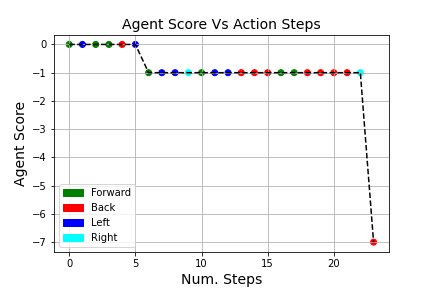 Agent Score Vs Action Steps
0
−1
−2
−3
−4
−5
−6
−7
Agent Score
Forward
Back
Left
Right
0 5 10 15 20
Num. Steps